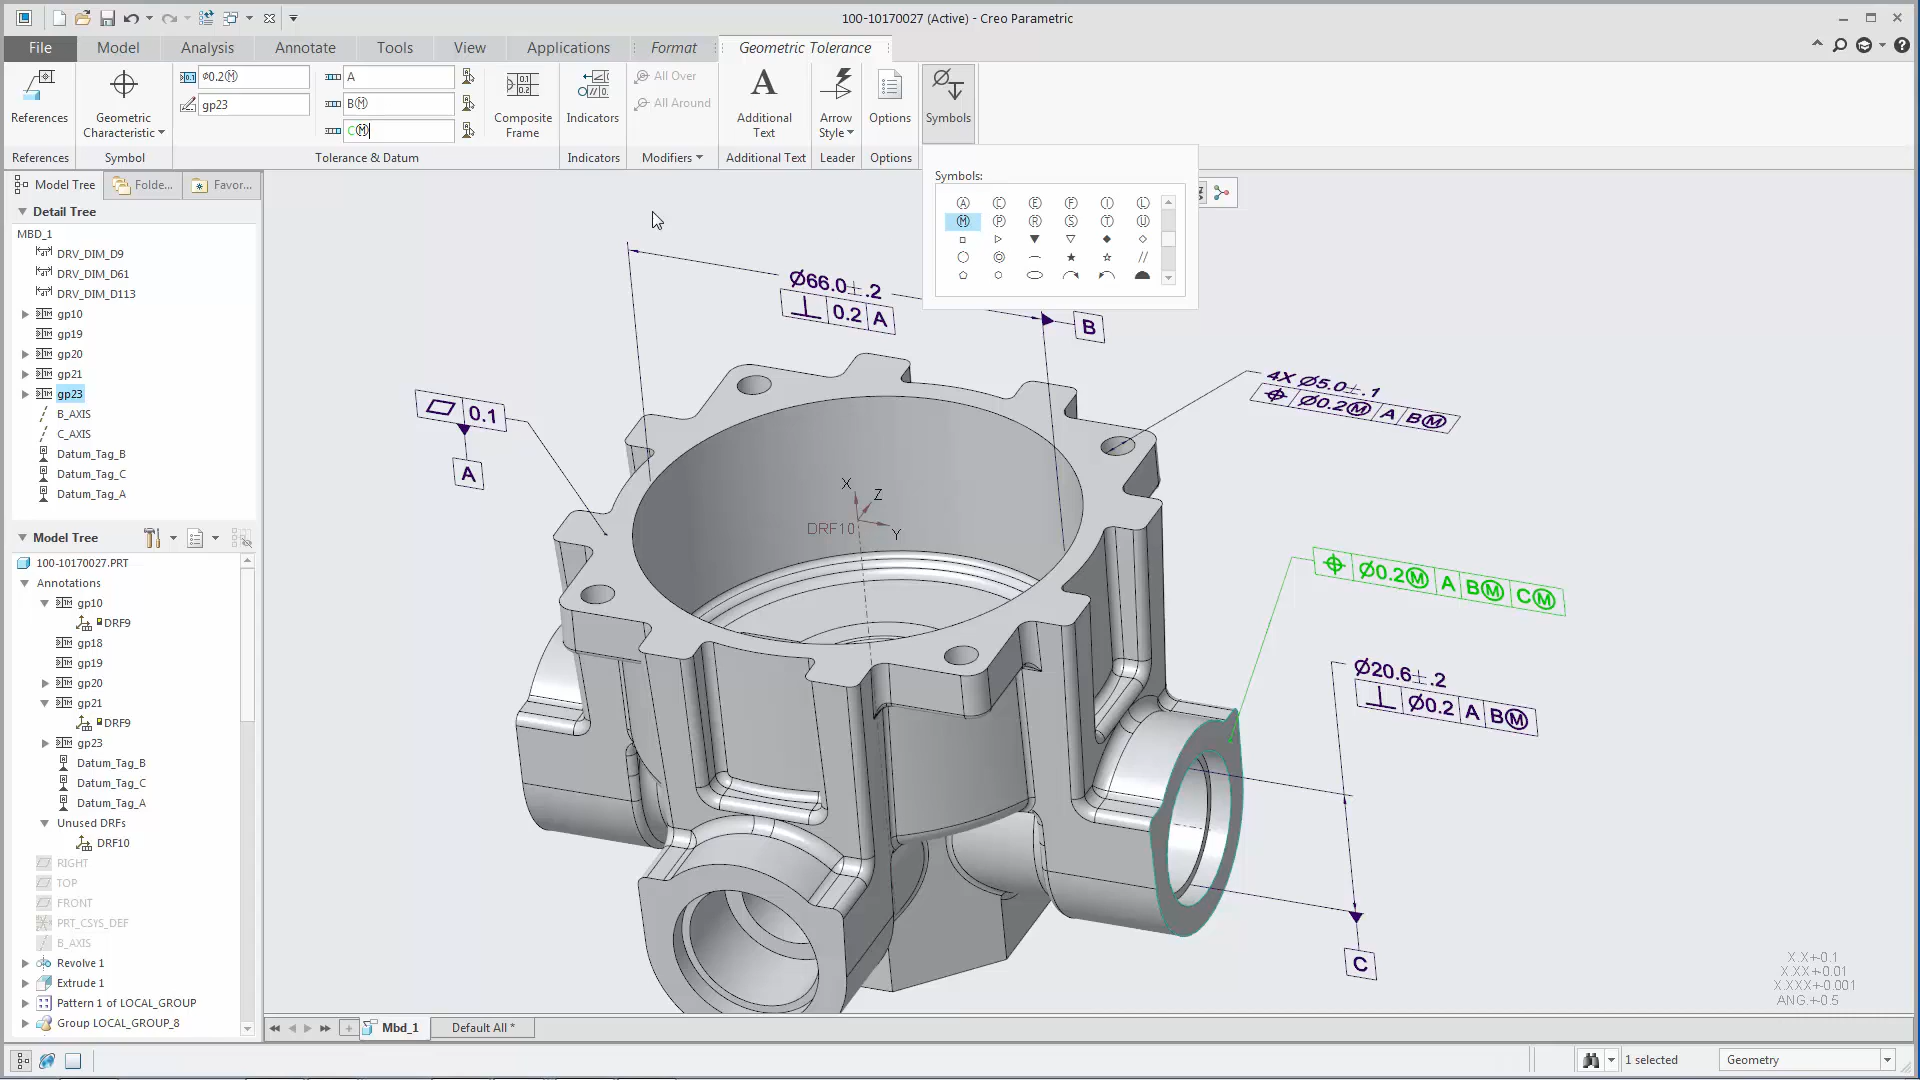 100-10170027 (Active) - Creo Parametric
File Model Analysis Annotate Tools View Applications Format Geometric Tolerance
References
Geometric
Characteristic
⌀0.2Ⓜ
gp23
A
BⓂ
CⓂ
Composite
Frame
Indicators
All Over
All Around
Additional
Text
Arrow
Style
Options
Symbols
References Symbol Tolerance & Datum Indicators Modifiers Additional Text Leader Options
Symbols:
Ⓐ Ⓒ Ⓔ Ⓕ Ⓘ Ⓛ
Ⓜ Ⓟ Ⓡ Ⓢ Ⓣ Ⓤ
Model Tree Folde... Favor...
Detail Tree
MBD_1
DRV_DIM_D9
DRV_DIM_D61
DRV_DIM_D113
gp10
gp19
gp20
gp21
gp23
B_AXIS
C_AXIS
Datum_Tag_B
Datum_Tag_C
Datum_Tag_A
Model Tree
100-10170027.PRT
Annotations
gp10
DRF9
gp18
gp19
gp20
gp21
DRF9
gp23
Datum_Tag_B
Datum_Tag_C
Datum_Tag_A
Unused DRFs
DRF10
RIGHT
TOP
FRONT
PRT_CSYS_DEF
B_AXIS
Revolve 1
Extrude 1
Pattern 1 of LOCAL_GROUP
Group LOCAL_GROUP_8
Ø66.0±.2
⊥ 0.2 A
B
⏥ 0.1
A
4X Ø5.0±.1
⌖ Ø0.2Ⓜ A BⓂ
X
Z
Y
DRF10
⌖ Ø0.2Ⓜ A BⓂ CⓂ
Ø20.6±.2
⊥ Ø0.2 A BⓂ
C
X.X+-0.1
X.XX+-0.01
X.XXX+-0.001
ANG.+-0.5
Mbd_1 Default All *
1 selected Geometry